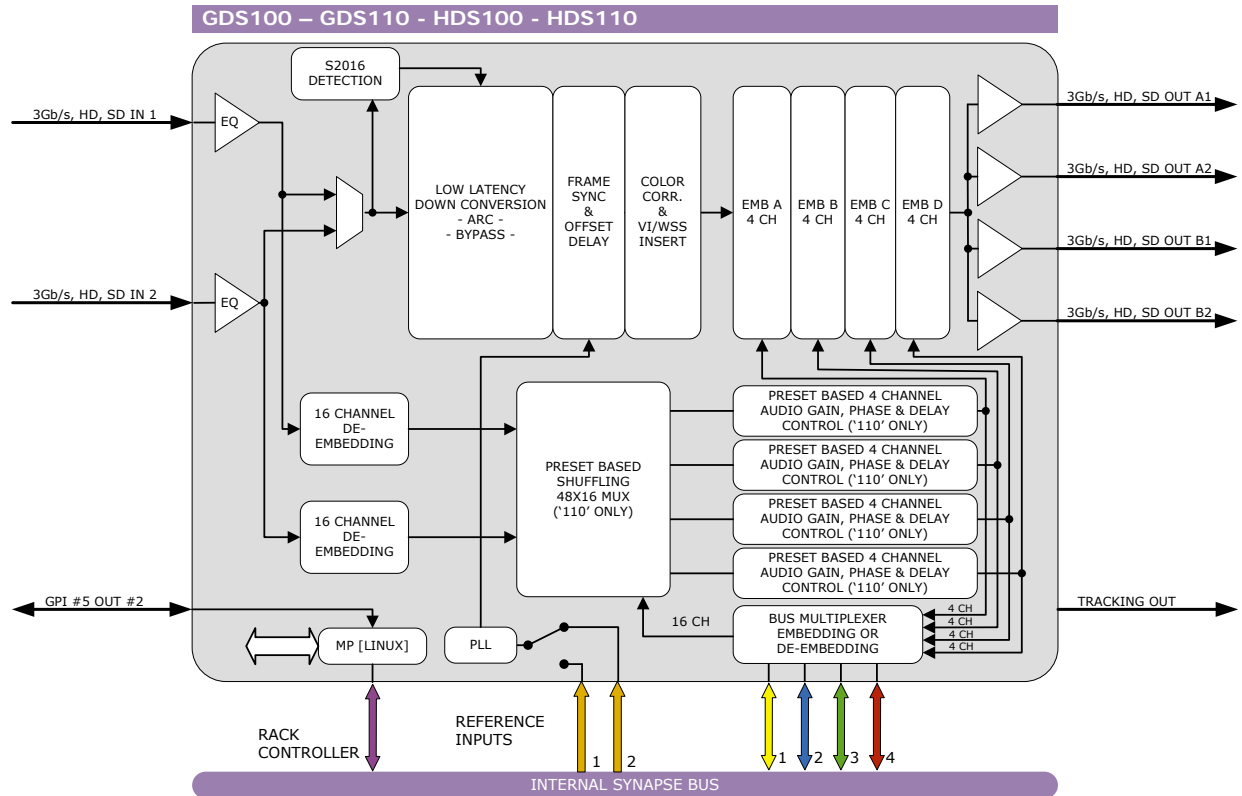 GDS100 – GDS110 - HDS100 - HDS110
S2016
DETECTION
3Gb/s, HD, SD IN 1
EQ
3Gb/s, HD, SD IN 2
EQ
LOW LATENCY
DOWN CONVERSION
- ARC -
- BYPASS -
FRAME
SYNC
&
OFFSET
DELAY
COLOR
CORR.
&
VI/WSS
INSERT
EMB A
4 CH
EMB B
4 CH
EMB C
4 CH
EMB D
4 CH
3Gb/s, HD, SD OUT A1
3Gb/s, HD, SD OUT A2
3Gb/s, HD, SD OUT B1
3Gb/s, HD, SD OUT B2
16 CHANNEL
DE-
EMBEDDING
16 CHANNEL
DE-
EMBEDDING
PRESET BASED
SHUFFLING
48X16 MUX
('110' ONLY)
PRESET BASED 4 CHANNEL
AUDIO GAIN, PHASE & DELAY
CONTROL ('110' ONLY)
PRESET BASED 4 CHANNEL
AUDIO GAIN, PHASE & DELAY
CONTROL ('110' ONLY)
PRESET BASED 4 CHANNEL
AUDIO GAIN, PHASE & DELAY
CONTROL ('110' ONLY)
PRESET BASED 4 CHANNEL
AUDIO GAIN, PHASE & DELAY
CONTROL ('110' ONLY)
GPI #5 OUT #2
TRACKING OUT
MP [LINUX]
PLL
16 CH
BUS MULTIPLEXER
EMBEDDING OR
DE-EMBEDDING
4 CH
4 CH
4 CH
4 CH
RACK
CONTROLLER
REFERENCE
INPUTS
1
2
1
2
3
4
INTERNAL SYNAPSE BUS